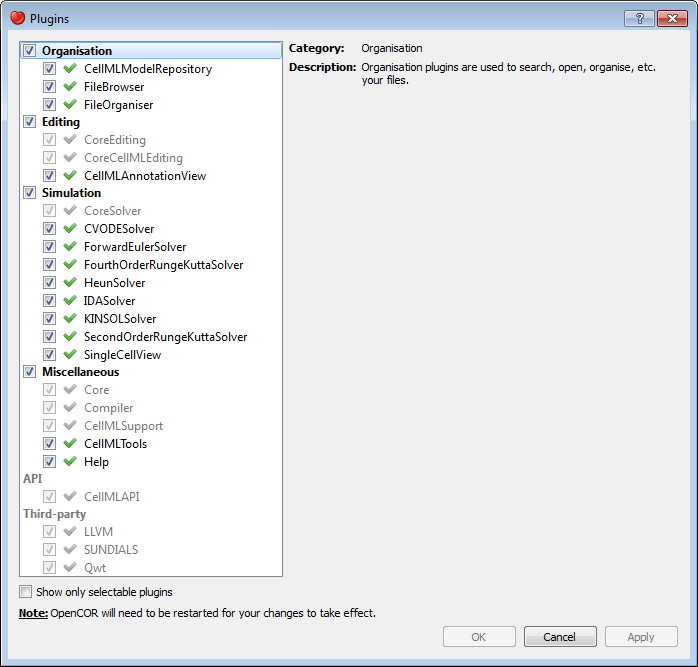 Plugins
Organisation
CellMLModelRepository
FileBrowser
FileOrganiser
Editing
CoreEditing
CoreCellMLEditing
CellMLAnnotationView
Simulation
CoreSolver
CVODESolver
ForwardEulerSolver
FourthOrderRungeKuttaSolver
HeunSolver
IDASolver
KINSOLSolver
SecondOrderRungeKuttaSolver
SingleCellView
Miscellaneous
Core
Compiler
CellMLSupport
CellMLTools
Help
API
CellMLAPI
Third-party
LLVM
SUNDIALS
Qwt
Category: Organisation
Description: Organisation plugins are used to search, open, organise, etc.
your files.
Show only selectable plugins
Note: OpenCOR will need to be restarted for your changes to take effect.
OK Cancel Apply